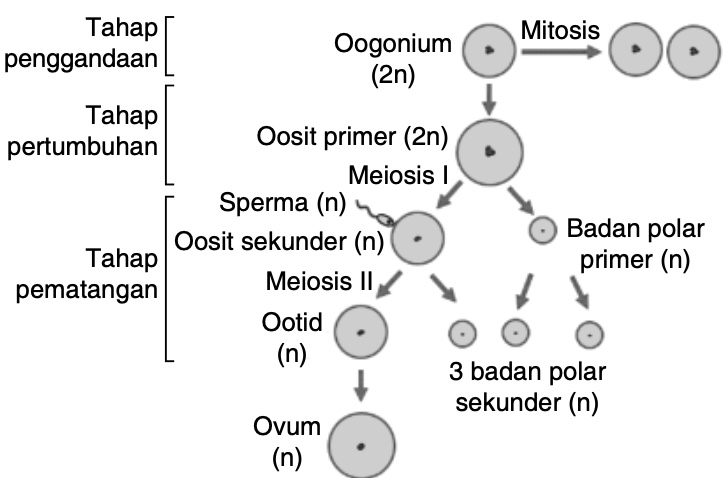 Tahap
penggandaan
Oogonium
(2n)
Mitosis
Tahap
pertumbuhan
Oosit primer (2n)
Meiosis I
Tahap
pematangan
Sperma (n)
Oosit sekunder (n)
Badan polar
primer (n)
Meiosis II
Ootid
(n)
3 badan polar
sekunder (n)
Ovum
(n)